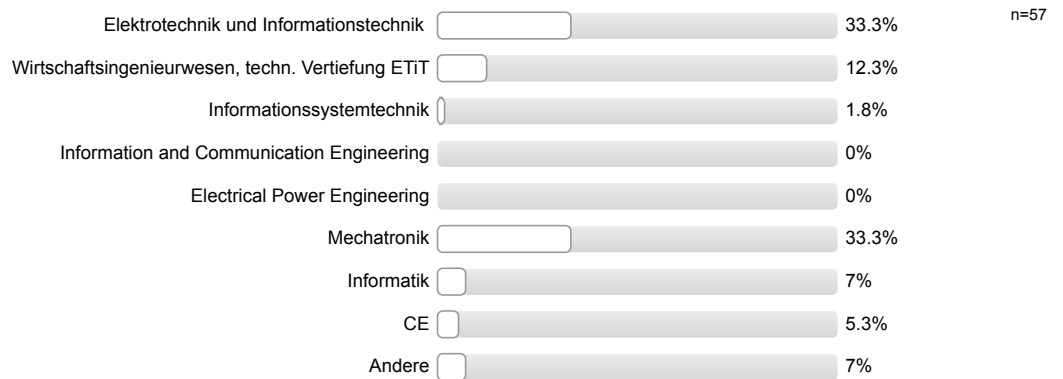 n=57
Elektrotechnik und Informationstechnik 33.3%
Wirtschaftsingenieurwesen, techn. Vertiefung ETiT 12.3%
Informationssystemtechnik 1.8%
Information and Communication Engineering 0%
Electrical Power Engineering 0%
Mechatronik 33.3%
Informatik 7%
CE 5.3%
Andere 7%